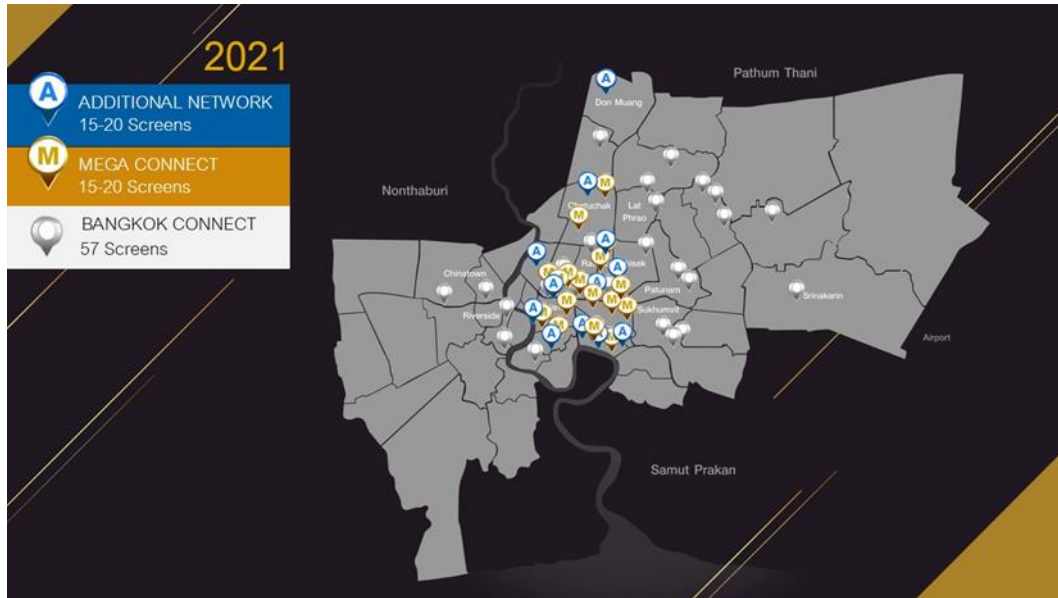 2021
A
ADDITIONAL NETWORK
15-20 Screens
M
MEGA CONNECT
15-20 Screens
BANGKOK CONNECT
57 Screens
Pathum Thani
A
Don Muang
Nonthaburi
A
M
Chatuchak
Lat
Phrao
M
A
A
M
A
Chinatown
Patunam
Srinakarin
Riverside
Sukhumvit
Airport
Samut Prakan